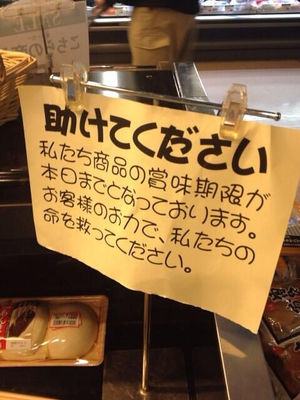 助けてください
私たち商品の賞味期限が
本日までとなっております。
お客様のお力で、私たちの
命を救ってください。